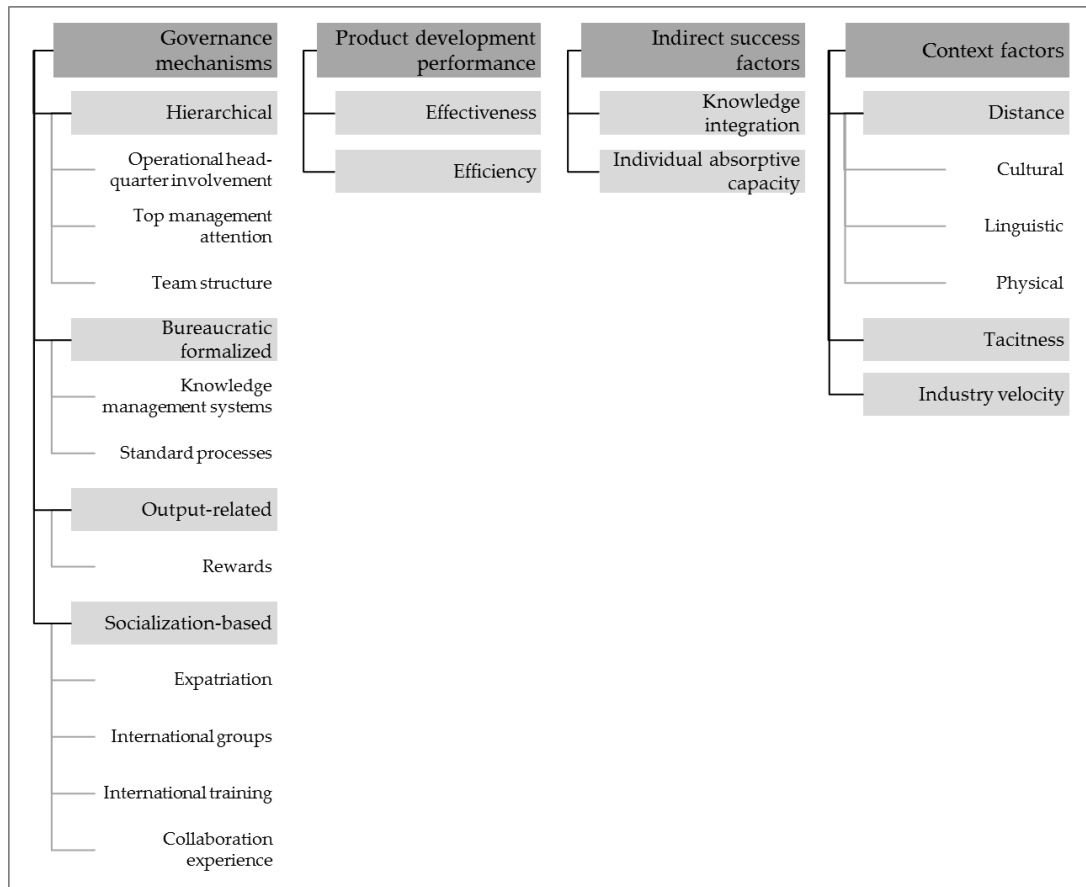 Governance
mechanisms
Hierarchical
Operational head-
quarter involvement
Top management
attention
Team structure
Bureaucratic
formalized
Knowledge
management systems
Standard processes
Output-related
Rewards
Socialization-based
Expatriation
International groups
International training
Collaboration
experience
Product development
performance
Effectiveness
Efficiency
Indirect success
factors
Knowledge
integration
Individual absorptive
capacity
Context factors
Distance
Cultural
Linguistic
Physical
Tacitness
Industry velocity